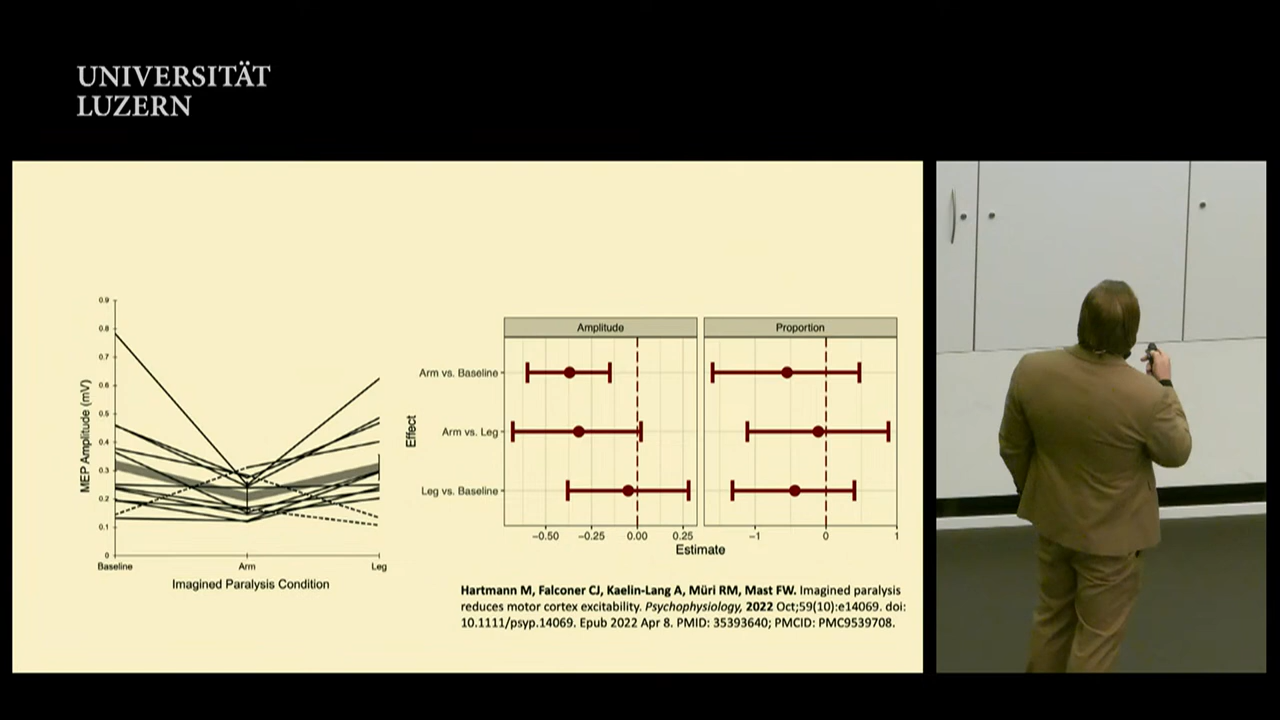 UNIVERSITÄT
LUZERN
0.9
0.8
0.7
0.6
0.5
0.4
0.3
0.2
0.1
0
MEP Amplitude (mV)
Baseline Arm Leg
Imagined Paralysis Condition
Amplitude Proportion
Effect
Arm vs. Baseline
Arm vs. Leg
Leg vs. Baseline
−0.50 −0.25 0.00 0.25 −1 0 1
Estimate
Hartmann M, Falconer CJ, Kaelin-Lang A, Müri RM, Mast FW. Imagined paralysis
reduces motor cortex excitability. Psychophysiology, 2022 Oct;59(10):e14069. doi:
10.1111/psyp.14069. Epub 2022 Apr 8. PMID: 35393640; PMCID: PMC9539708.